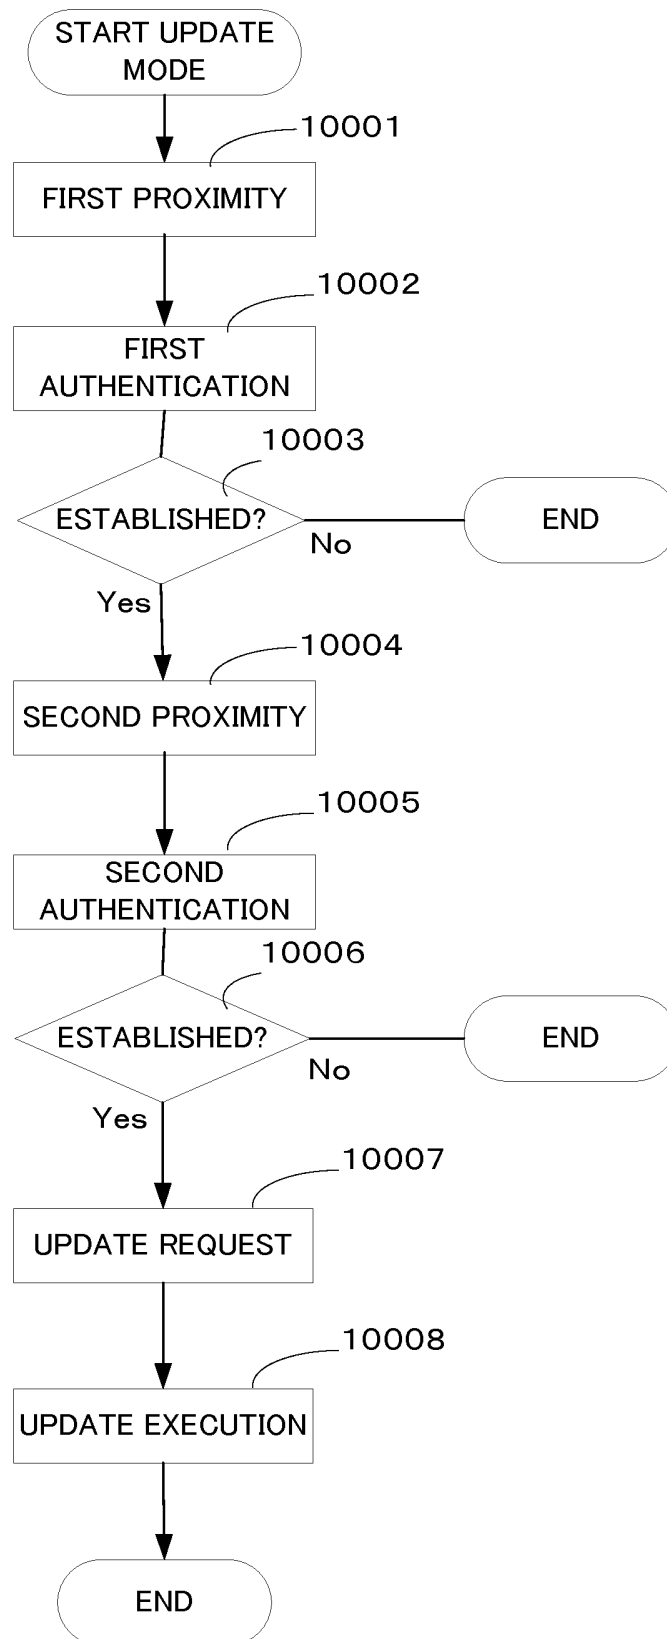 START UPDATE
MODE
10001
FIRST PROXIMITY
10002
FIRST
AUTHENTICATION
10003
ESTABLISHED?
END
No
Yes
10004
SECOND PROXIMITY
10005
SECOND
AUTHENTICATION
10006
ESTABLISHED?
END
No
Yes
10007
UPDATE REQUEST
10008
UPDATE EXECUTION
END